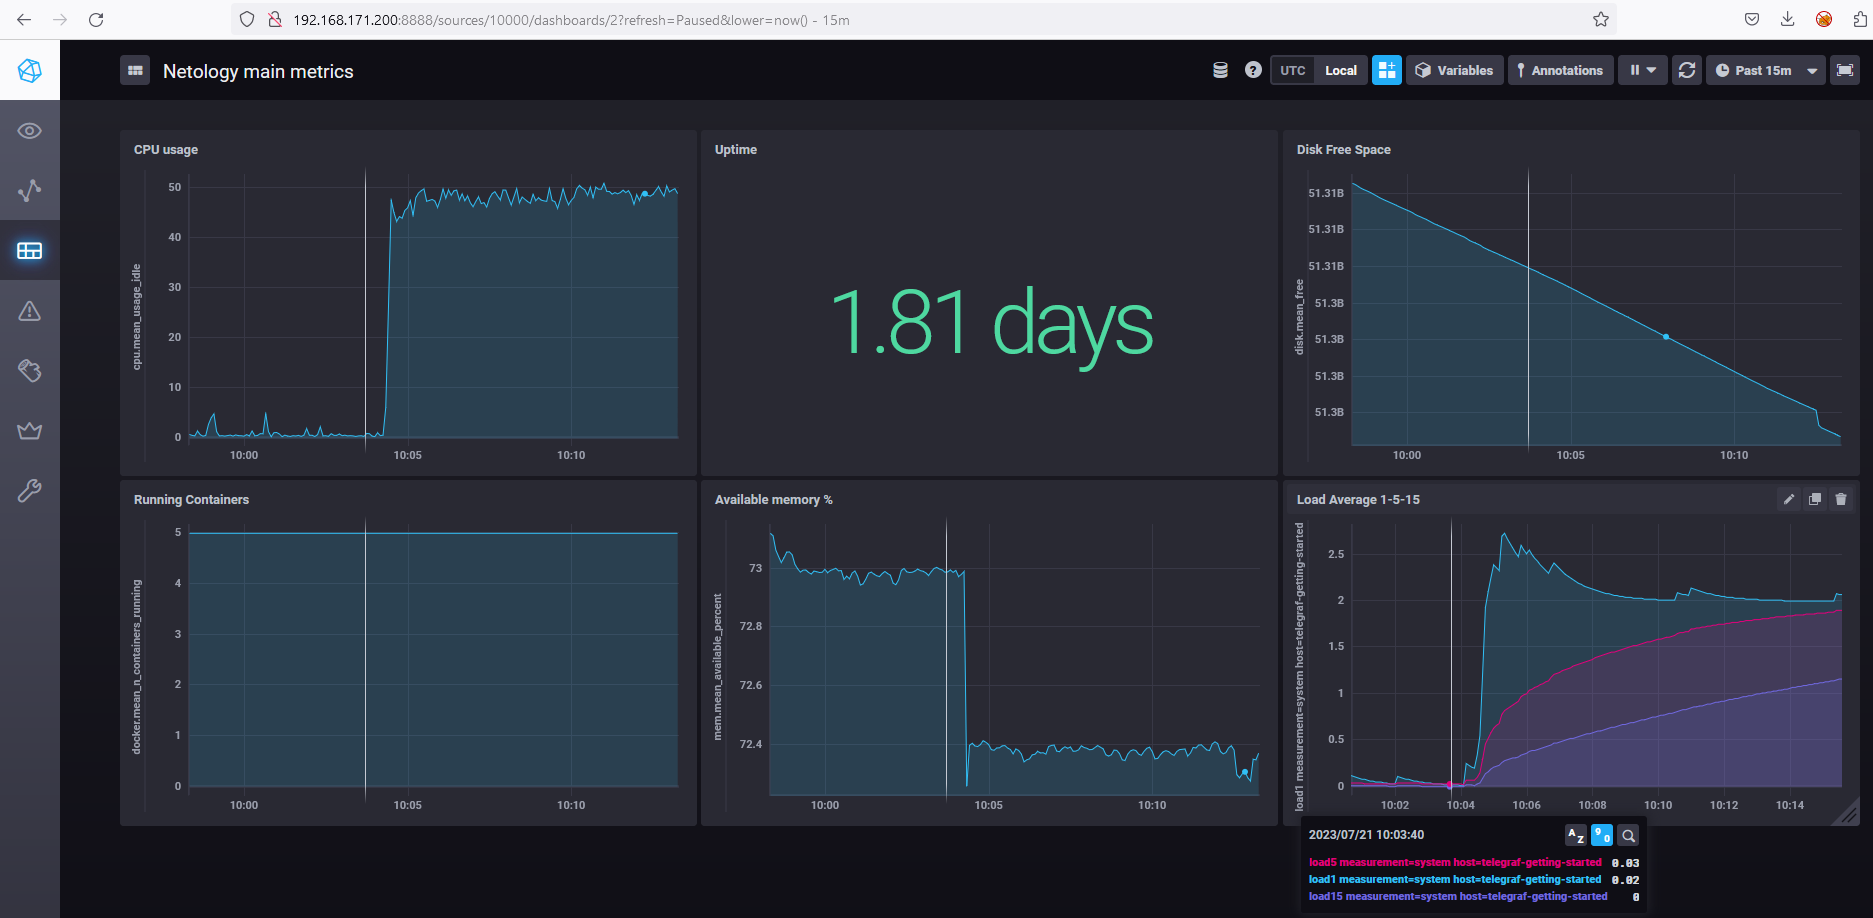 192.168.171.200:8888/sources/10000/dashboards/2?refresh=Paused&lower=now() - 15m
Netology main metrics
? UTC Local Variables Annotations Past 15m
CPU usage
cpu.mean_usage_idle
50
40
30
20
10
0
10:00 10:05 10:10
Uptime
1.81 days
Disk Free Space
disk.mean_free
51.31B
51.31B
51.31B
51.3B
51.3B
51.3B
51.3B
10:00 10:05 10:10
Running Containers
docker.mean_n_containers_running
5
4
3
2
1
0
10:00 10:05 10:10
Available memory %
mem.mean_available_percent
73
72.8
72.6
72.4
10:00 10:05 10:10
Load Average 1-5-15
load1 measurement=system host=telegraf-getting-started
2.5
2
1.5
1
0.5
0
10:02 10:04 10:06 10:08 10:10 10:12 10:14
2023/07/21 10:03:40 A Z 9 0
load5 measurement=system host=telegraf-getting-started 0.03
load1 measurement=system host=telegraf-getting-started 0.02
load15 measurement=system host=telegraf-getting-started 0